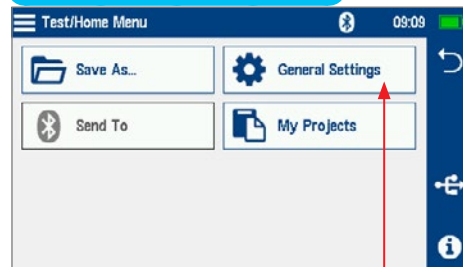 Test/Home Menu 09:09
Save As... General Settings
Send To My Projects